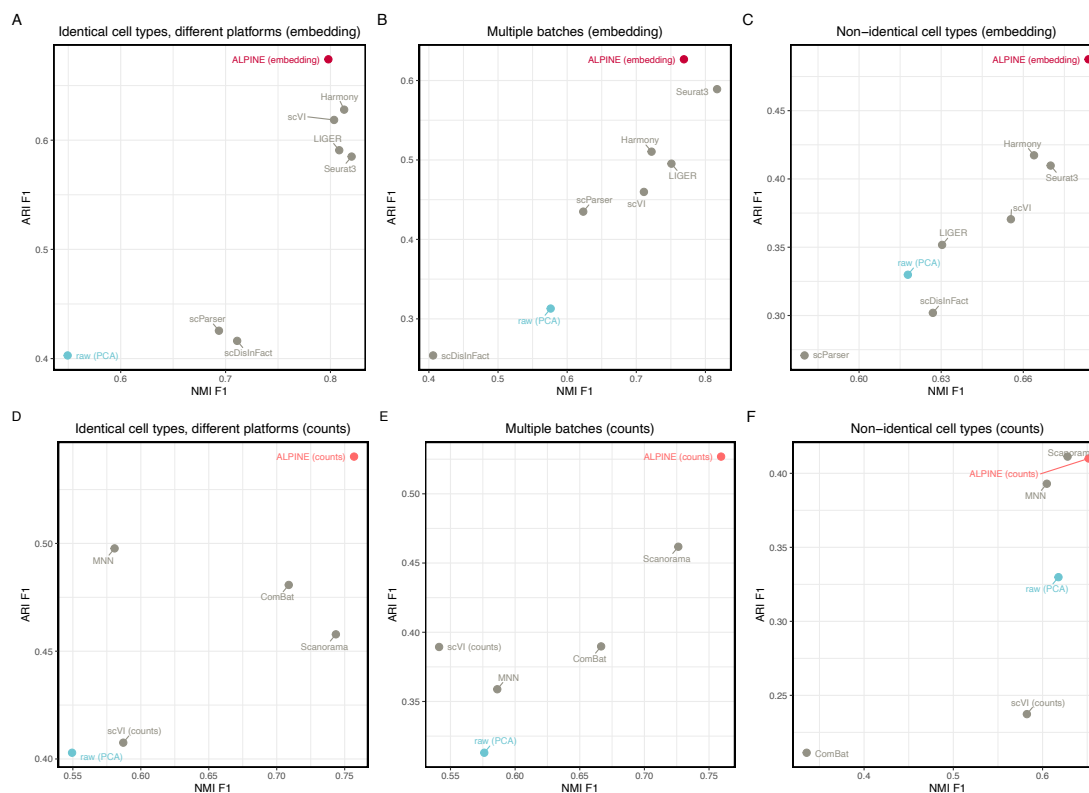 A
Identical cell types, different platforms (embedding)
ALPINE (embedding)
Harmony
scVI
LIGER
Seurat3
scParser
scDisInFact
raw (PCA)
0.6
0.5
0.4
0.6
0.7
0.8
ARI F1
NMI F1
B
Multiple batches (embedding)
ALPINE (embedding)
Seurat3
Harmony
LIGER
scVI
scParser
raw (PCA)
scDisInFact
0.6
0.5
0.4
0.3
0.4
0.5
0.6
0.7
0.8
ARI F1
NMI F1
C
Non−identical cell types (embedding)
ALPINE (embedding)
Harmony
Seurat3
scVI
LIGER
raw (PCA)
scDisInFact
scParser
0.45
0.40
0.35
0.30
0.60
0.63
0.66
ARI F1
NMI F1
D
Identical cell types, different platforms (counts)
ALPINE (counts)
MNN
ComBat
Scanorama
scVI (counts)
raw (PCA)
0.50
0.45
0.40
0.55
0.60
0.65
0.70
0.75
ARI F1
NMI F1
E
Multiple batches (counts)
ALPINE (counts)
Scanorama
scVI (counts)
ComBat
MNN
raw (PCA)
0.50
0.45
0.40
0.35
0.55
0.60
0.65
0.70
0.75
ARI F1
NMI F1
F
Non−identical cell types (counts)
Scanorama
ALPINE (counts)
MNN
raw (PCA)
scVI (counts)
ComBat
0.40
0.35
0.30
0.25
0.4
0.5
0.6
ARI F1
NMI F1